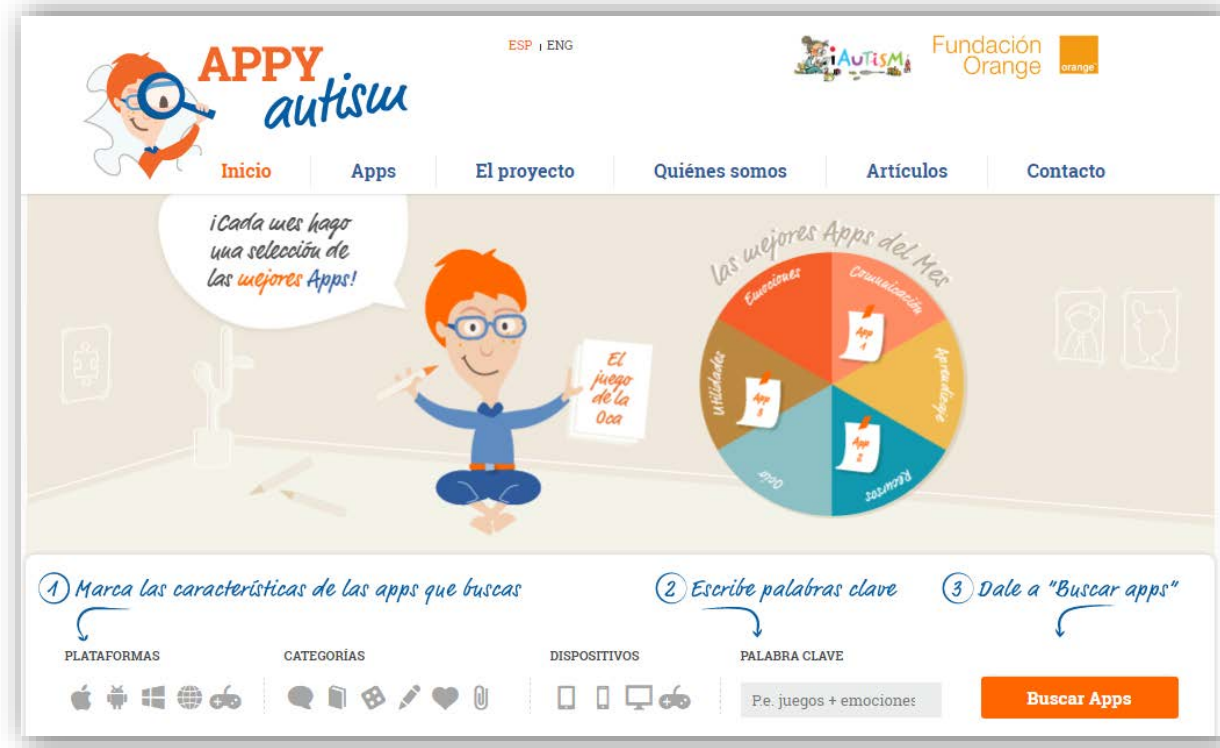 APPY
autism
ESP | ENG
iAUTiSMi
Fundación
Orange
orange™
Inicio
Apps
El proyecto
Quiénes somos
Artículos
Contacto
¡Cada mes hago
una selección de
las mejores Apps!
El
juego
de la
Oca
las mejores Apps del Mes
Emociones
Comunicación
Aprendizaje
Recursos
Ocio
Utilidades
App
1
App
2
App
3
1 Marca las características de las apps que buscas
2 Escribe palabras clave
3 Dale a "Buscar apps"
PLATAFORMAS
CATEGORÍAS
DISPOSITIVOS
PALABRA CLAVE
P.e. juegos + emociones
Buscar Apps